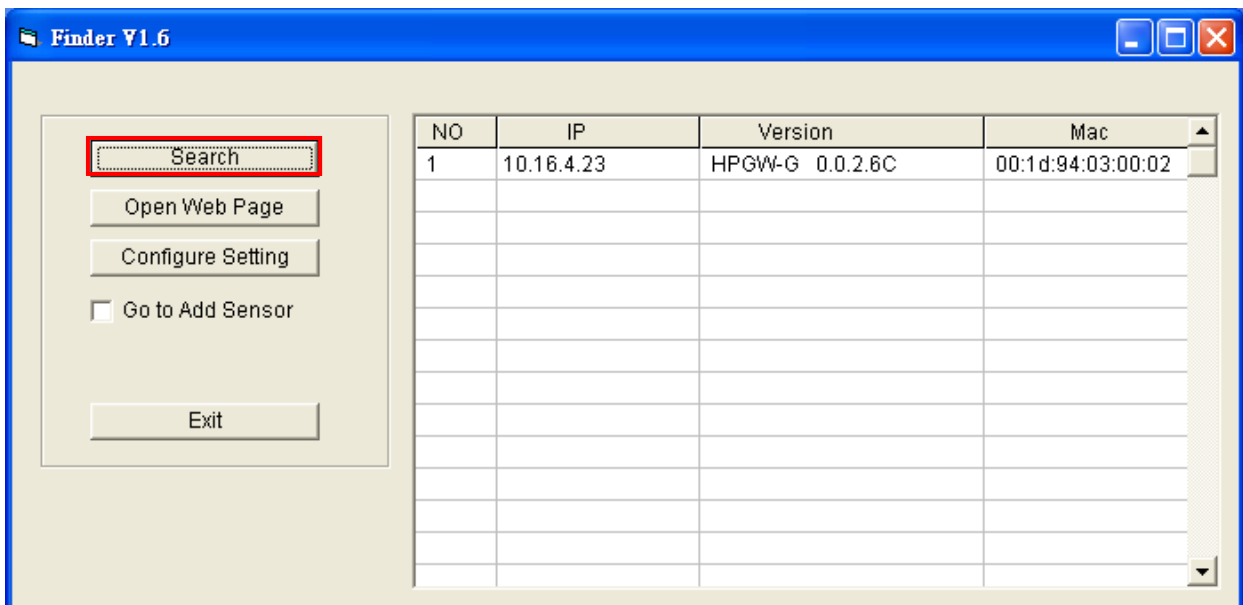 Finder V1.6
Search
Open Web Page
Configure Setting
Go to Add Sensor
Exit
NO IP Version Mac
1 10.16.4.23 HPGW-G 0.0.2.6C 00:1d:94:03:00:02